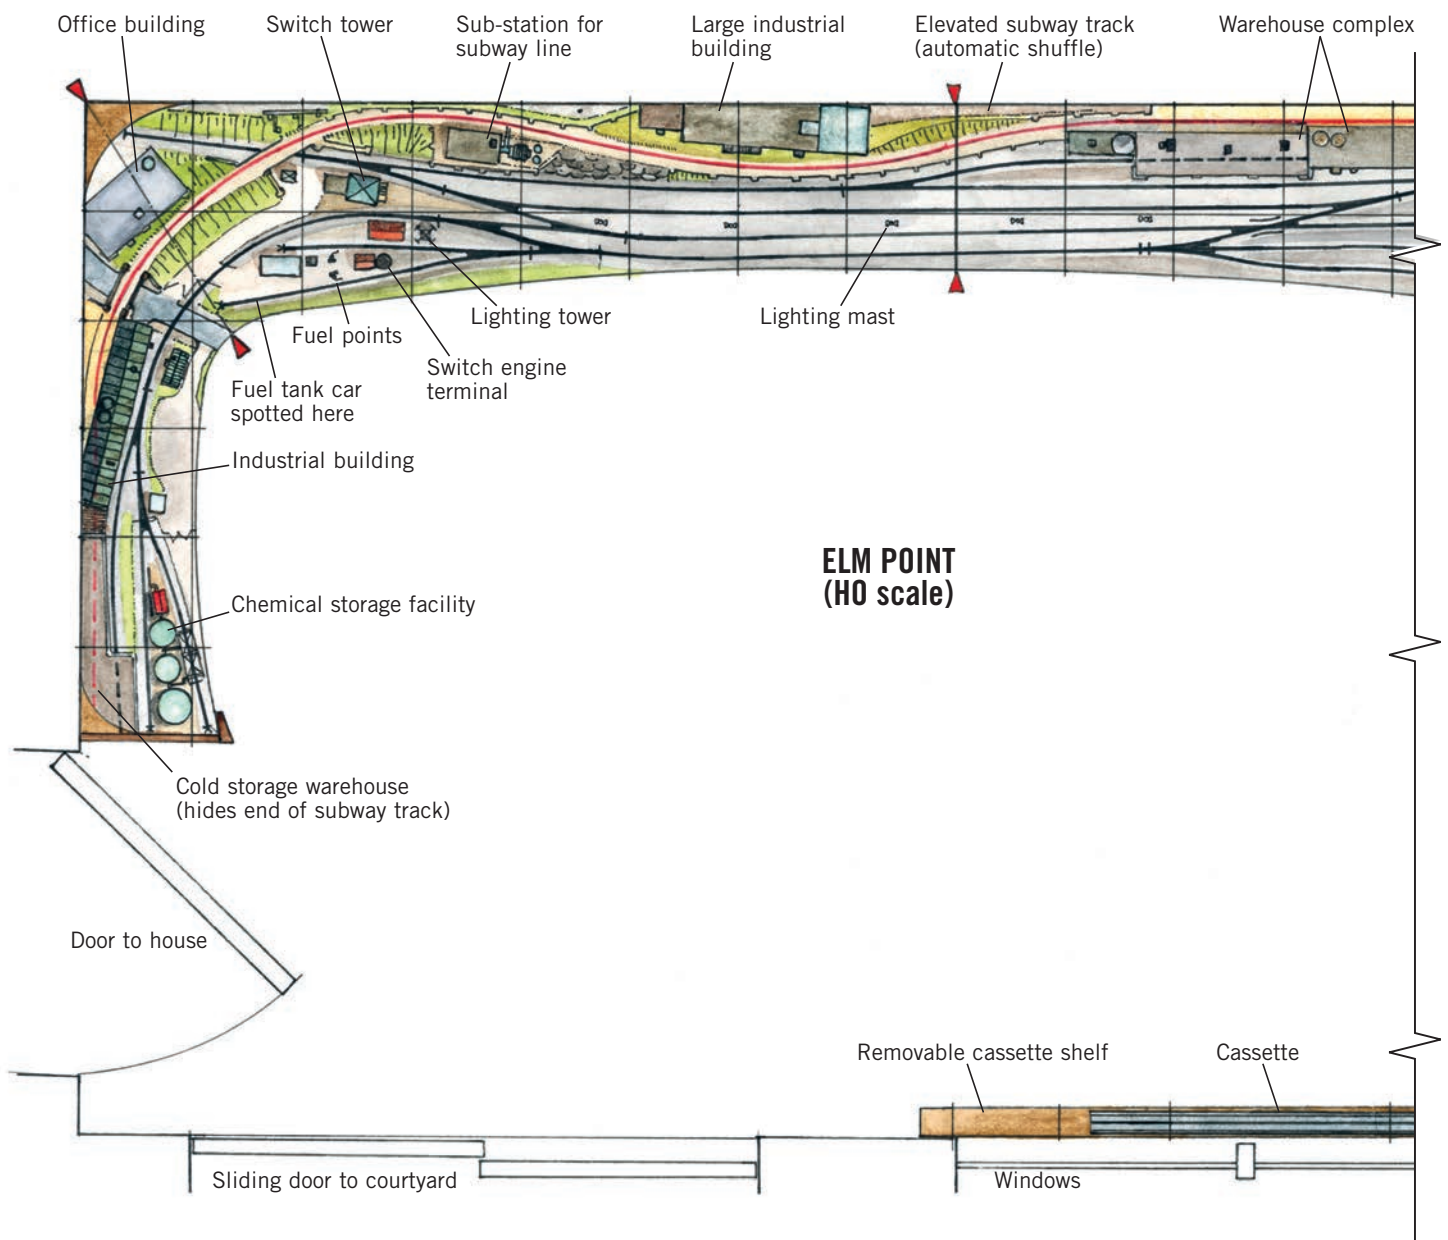 Office building
Switch tower
Sub-station for
subway line
Large industrial
building
Elevated subway track
(automatic shuffle)
Warehouse complex
Lighting tower
Lighting mast
Fuel points
Switch engine
terminal
Fuel tank car
spotted here
Industrial building
ELM POINT
(HO scale)
Chemical storage facility
Cold storage warehouse
(hides end of subway track)
Door to house
Removable cassette shelf
Cassette
Sliding door to courtyard
Windows